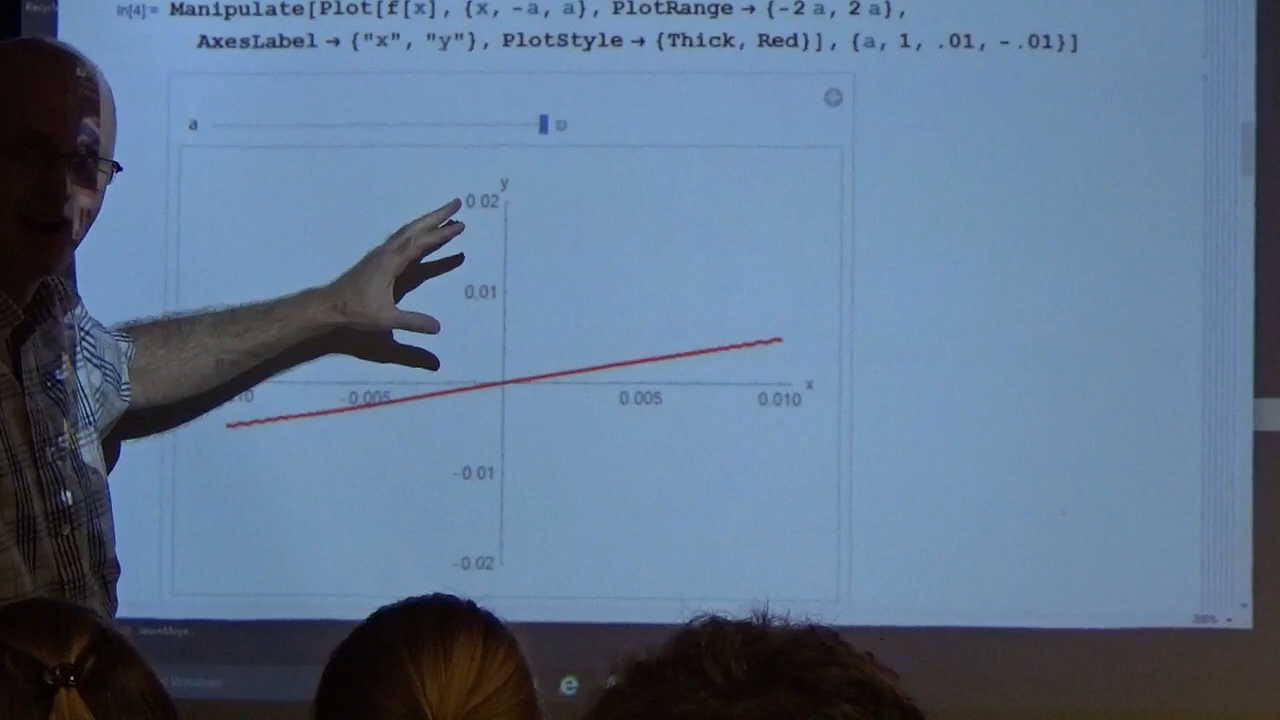 In[4]:= Manipulate[Plot[f[x], {x, -a, a}, PlotRange → {-2 a, 2 a},
AxesLabel → {"x", "y"}, PlotStyle → {Thick, Red}], {a, 1, .01, -.01}]
a
y
0.02
0.01
x
-0.005
0.005
0.010
-0.01
-0.02